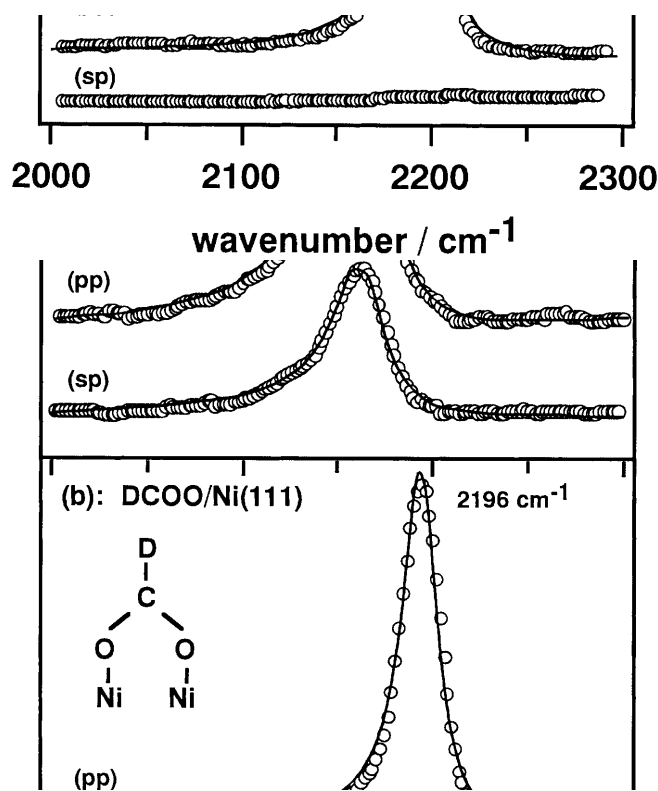 (sp)
2000 2100 2200 2300
wavenumber / cm-1
(pp)
(sp)
(b): DCOO/Ni(111) 2196 cm-1
D
C
O O
Ni Ni
(pp)